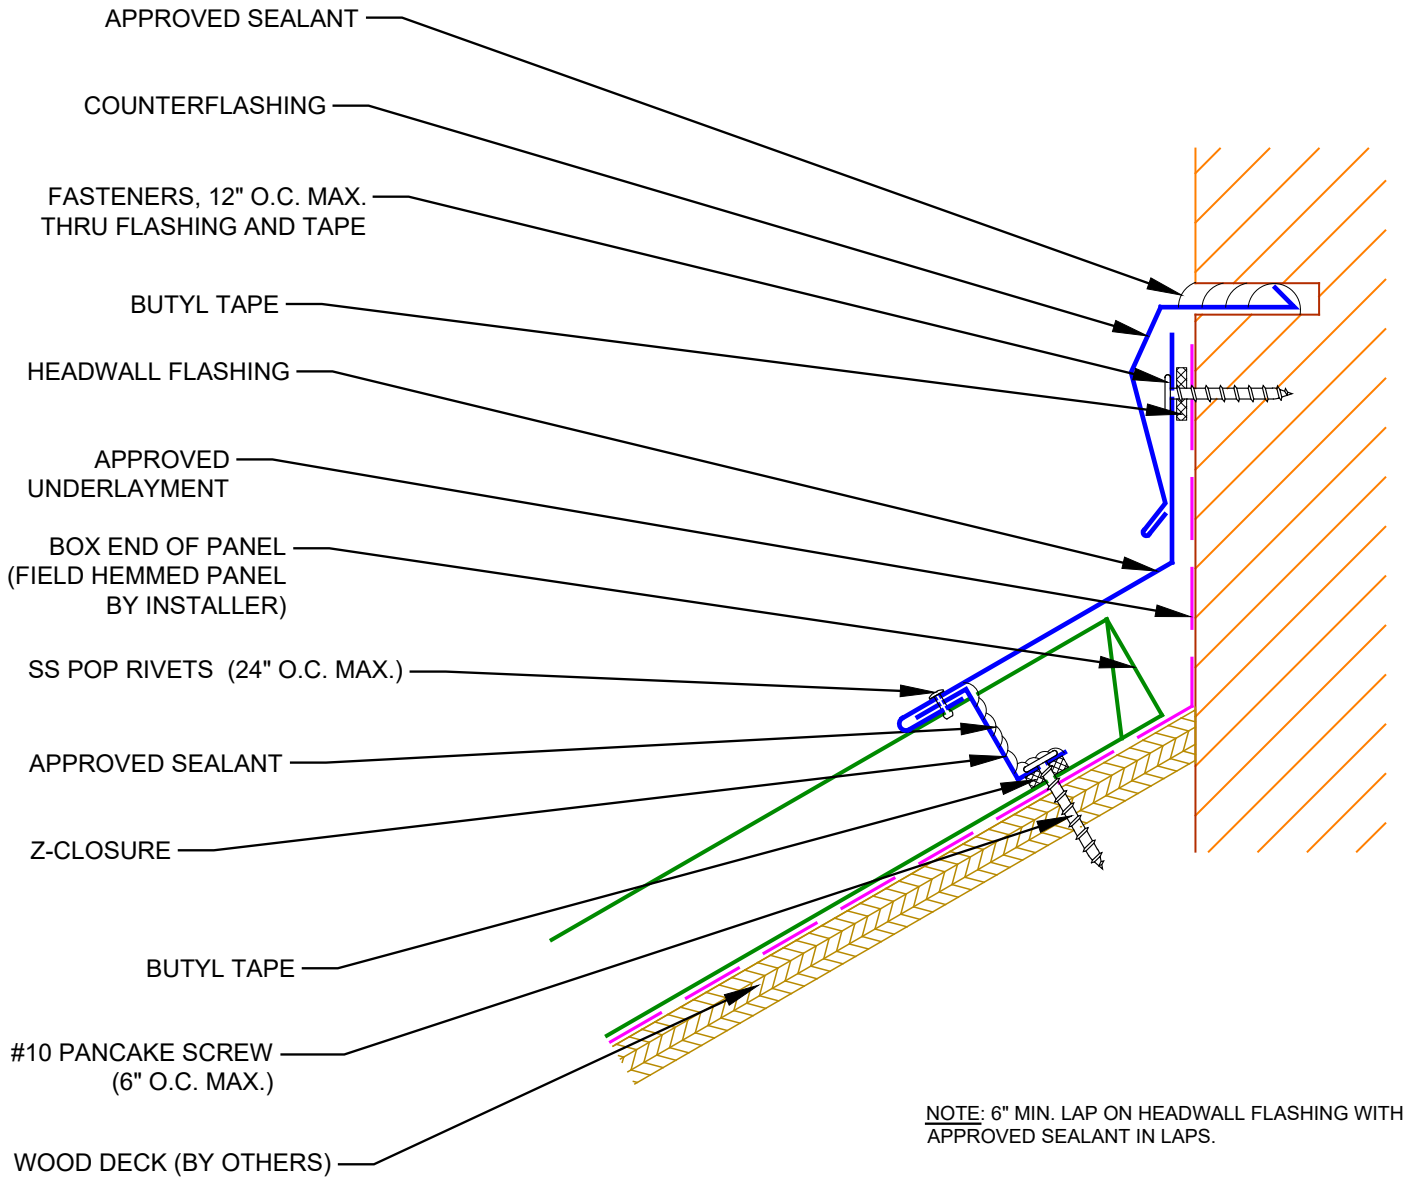 APPROVED SEALANT
COUNTERFLASHING
FASTENERS, 12" O.C. MAX.
THRU FLASHING AND TAPE
BUTYL TAPE
HEADWALL FLASHING
APPROVED
UNDERLAYMENT
BOX END OF PANEL
(FIELD HEMMED PANEL
BY INSTALLER)
SS POP RIVETS (24" O.C. MAX.)
APPROVED SEALANT
Z-CLOSURE
BUTYL TAPE
#10 PANCAKE SCREW
(6" O.C. MAX.)
WOOD DECK (BY OTHERS)
NOTE: 6" MIN. LAP ON HEADWALL FLASHING WITH
APPROVED SEALANT IN LAPS.